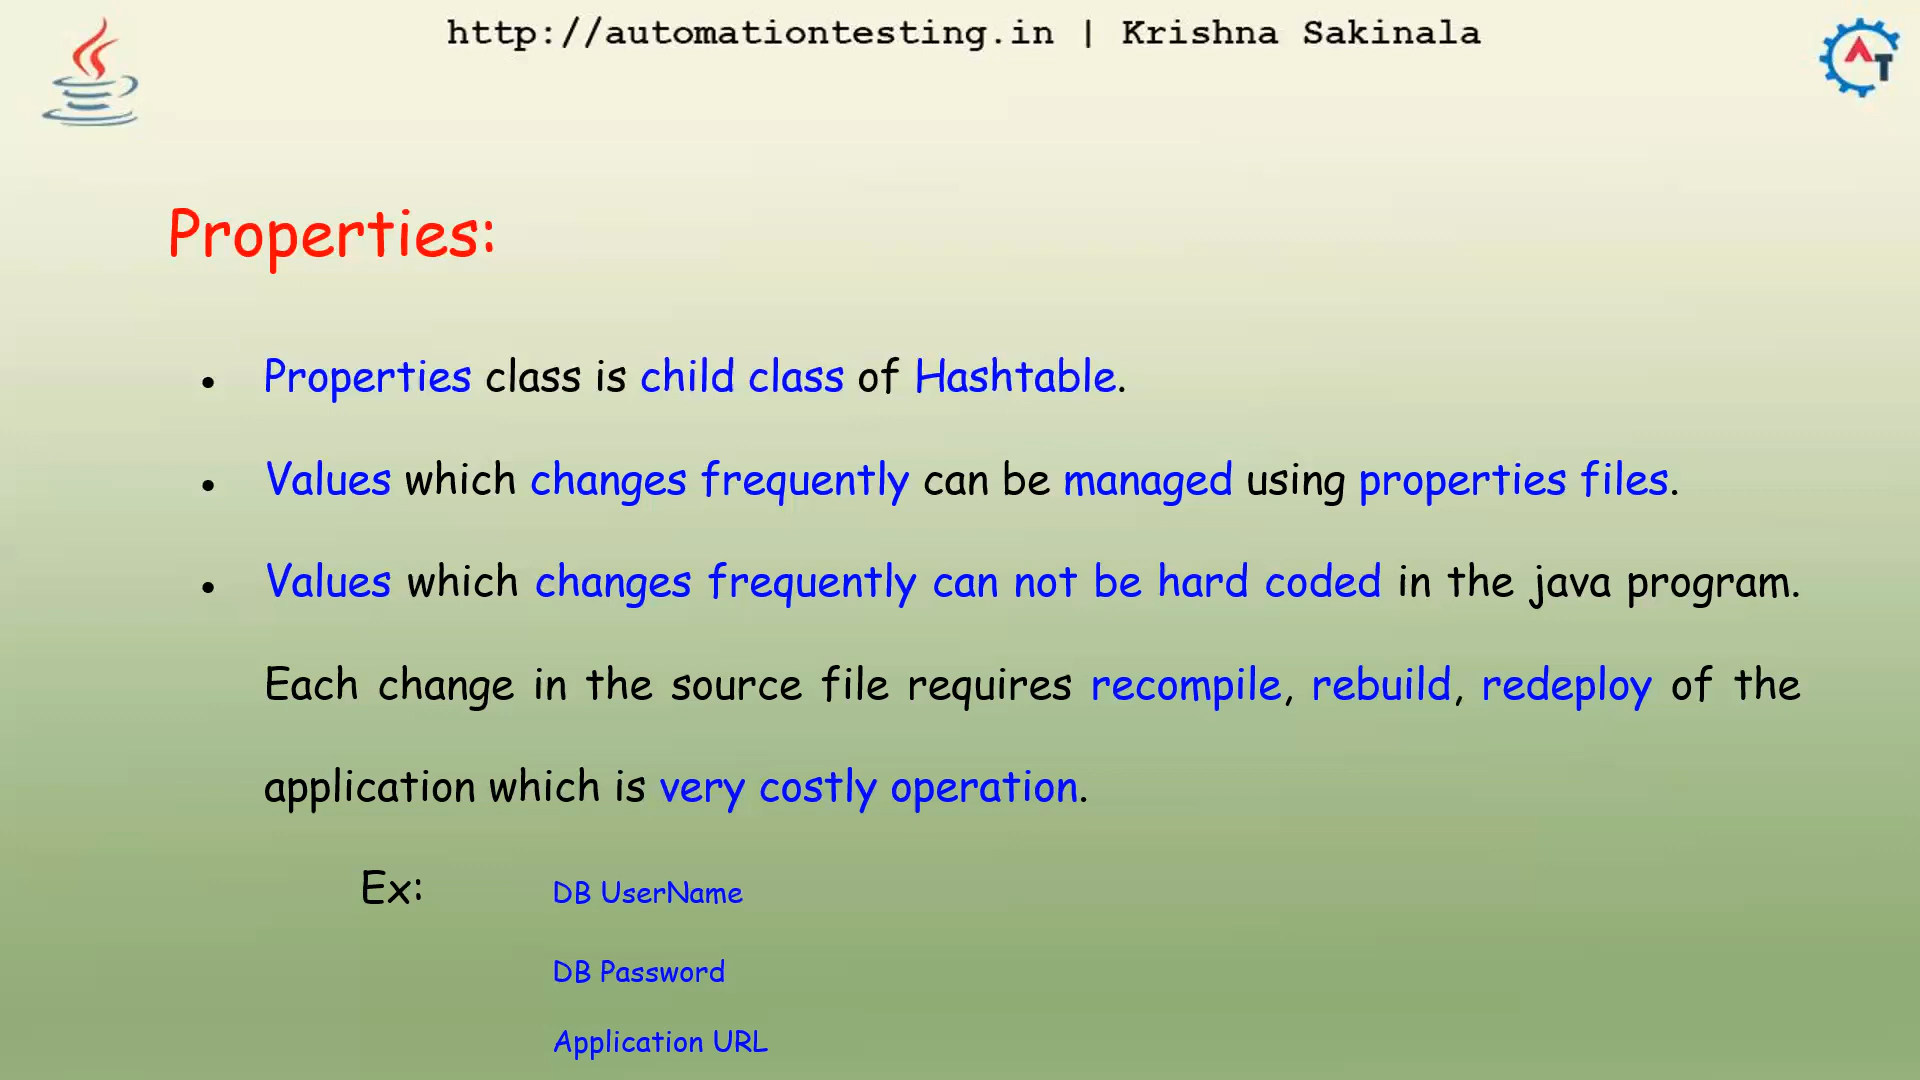 http://automationtesting.in | Krishna Sakinala
AT
Properties:
● Properties class is child class of Hashtable.
● Values which changes frequently can be managed using properties files.
● Values which changes frequently can not be hard coded in the java program.
Each change in the source file requires recompile, rebuild, redeploy of the
application which is very costly operation.
Ex: DB UserName
DB Password
Application URL